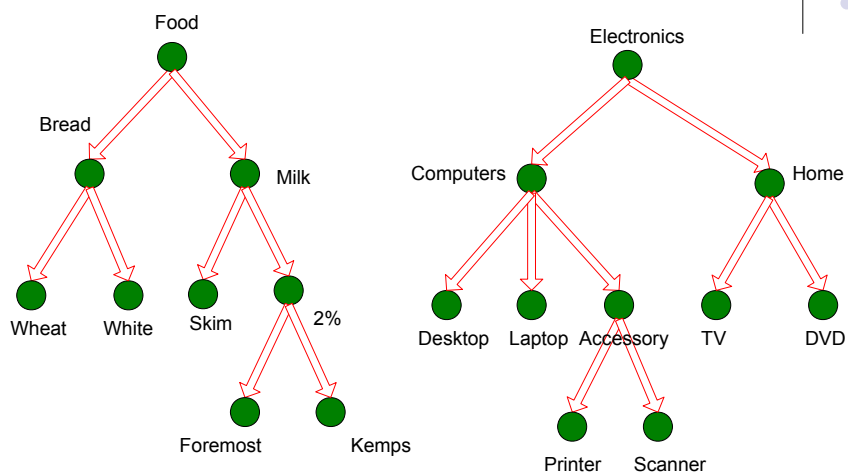 Food
Electronics
Bread
Milk
Computers
Home
Wheat
White
Skim
2%
Desktop
Laptop
Accessory
TV
DVD
Foremost
Kemps
Printer
Scanner